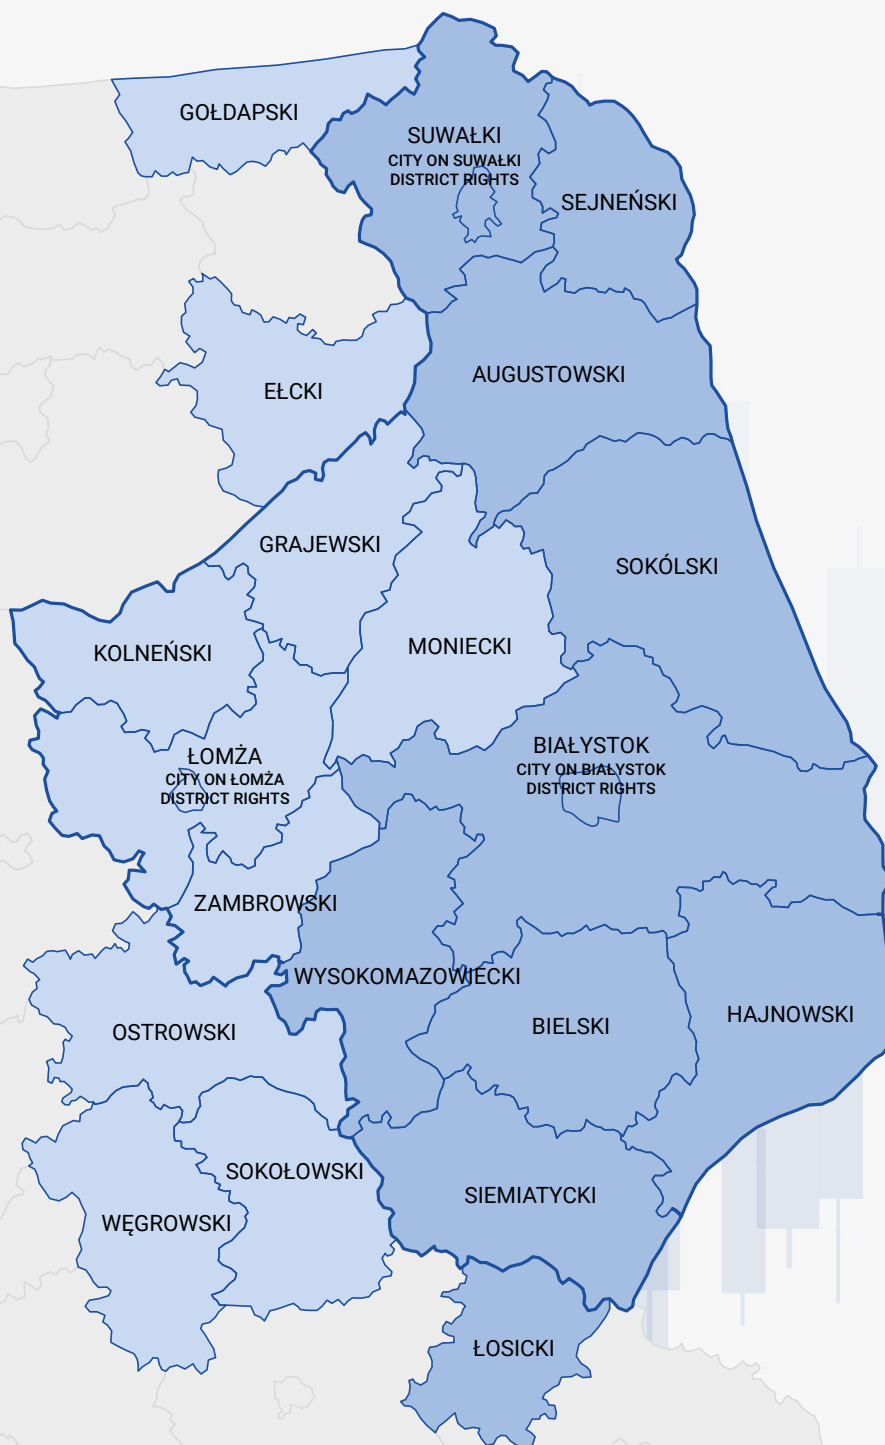 GOŁDAPSKI
SUWAŁKI
CITY ON SUWAŁKI
DISTRICT RIGHTS
SEJNEŃSKI
EŁCKI
AUGUSTOWSKI
GRAJEWSKI
SOKÓLSKI
KOLNEŃSKI
MONIECKI
ŁOMŻA
CITY ON ŁOMŻA
DISTRICT RIGHTS
BIAŁYSTOK
CITY ON BIAŁYSTOK
DISTRICT RIGHTS
ZAMBROWSKI
WYSOKOMAZOWIECKI
OSTROWSKI
BIELSKI
HAJNOWSKI
SOKOŁOWSKI
SIEMIATYCKI
WĘGROWSKI
ŁOSICKI